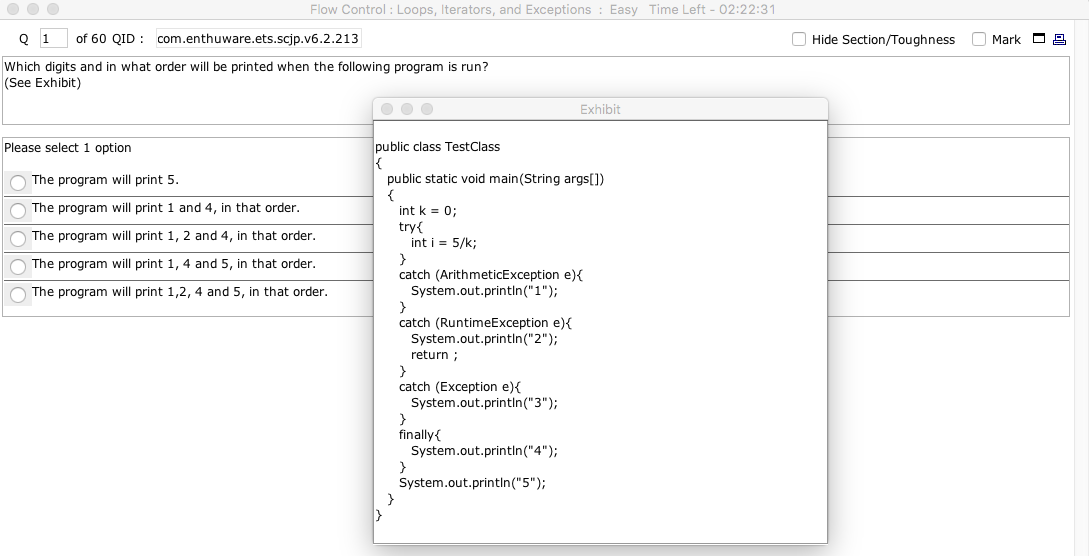 Flow Control : Loops, Iterators, and Exceptions  :  Easy   Time Left - 02:22:31
Q 1 of 60 QID : com.enthuware.ets.scjp.v6.2.213 Hide Section/Toughness Mark
Which digits and in what order will be printed when the following program is run?
(See Exhibit)
Please select 1 option
The program will print 5.
The program will print 1 and 4, in that order.
The program will print 1, 2 and 4, in that order.
The program will print 1, 4 and 5, in that order.
The program will print 1,2, 4 and 5, in that order.
Exhibit
public class TestClass
{
public static void main(String args[])
{
int k = 0;
try{
int i = 5/k;
}
catch (ArithmeticException e){
System.out.println("1");
}
catch (RuntimeException e){
System.out.println("2");
return ;
}
catch (Exception e){
System.out.println("3");
}
finally{
System.out.println("4");
}
System.out.println("5");
}
}